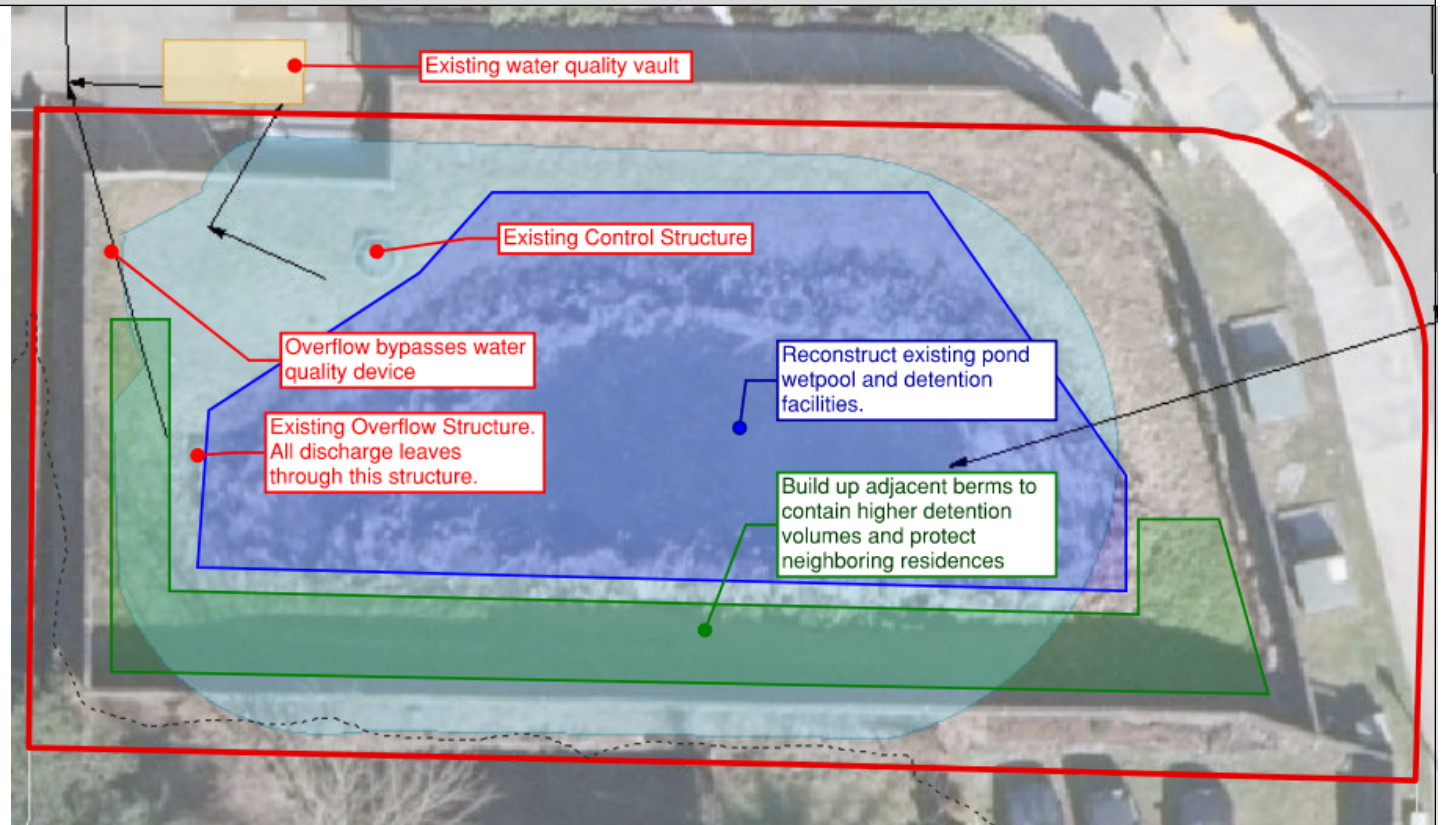 Existing water quality vault
Existing Control Structure
Overflow bypasses water
quality device
Reconstruct existing pond
wetpool and detention
facilities.
Existing Overflow Structure.
All discharge leaves
through this structure.
Build up adjacent berms to
contain higher detention
volumes and protect
neighboring residences